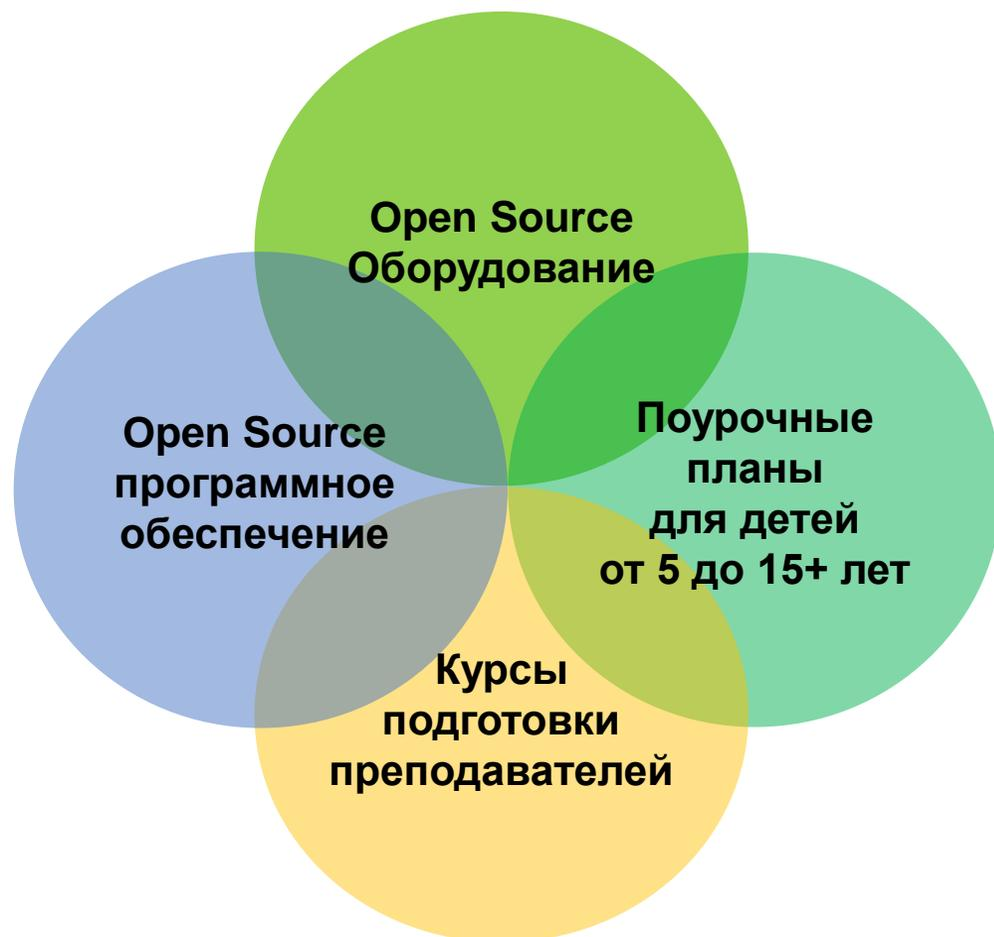 Open Source
Оборудование
Open Source
программное
обеспечение
Поурочные
планы
для детей
от 5 до 15+ лет
Курсы
подготовки
преподавателей